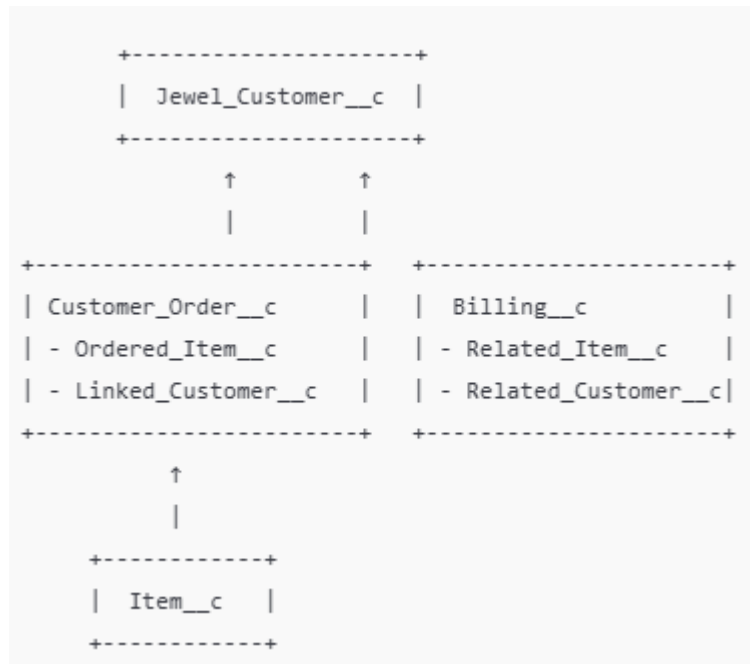 +---------------------+
|  Jewel_Customer__c  |
+---------------------+
↑         ↑
|         |
+------------------------+   +----------------------+
| Customer_Order__c      |   |  Billing__c          |
| - Ordered_Item__c      |   | - Related_Item__c    |
| - Linked_Customer__c   |   | - Related_Customer__c|
+------------------------+   +----------------------+
↑
|
+------------+
|  Item__c   |
+------------+